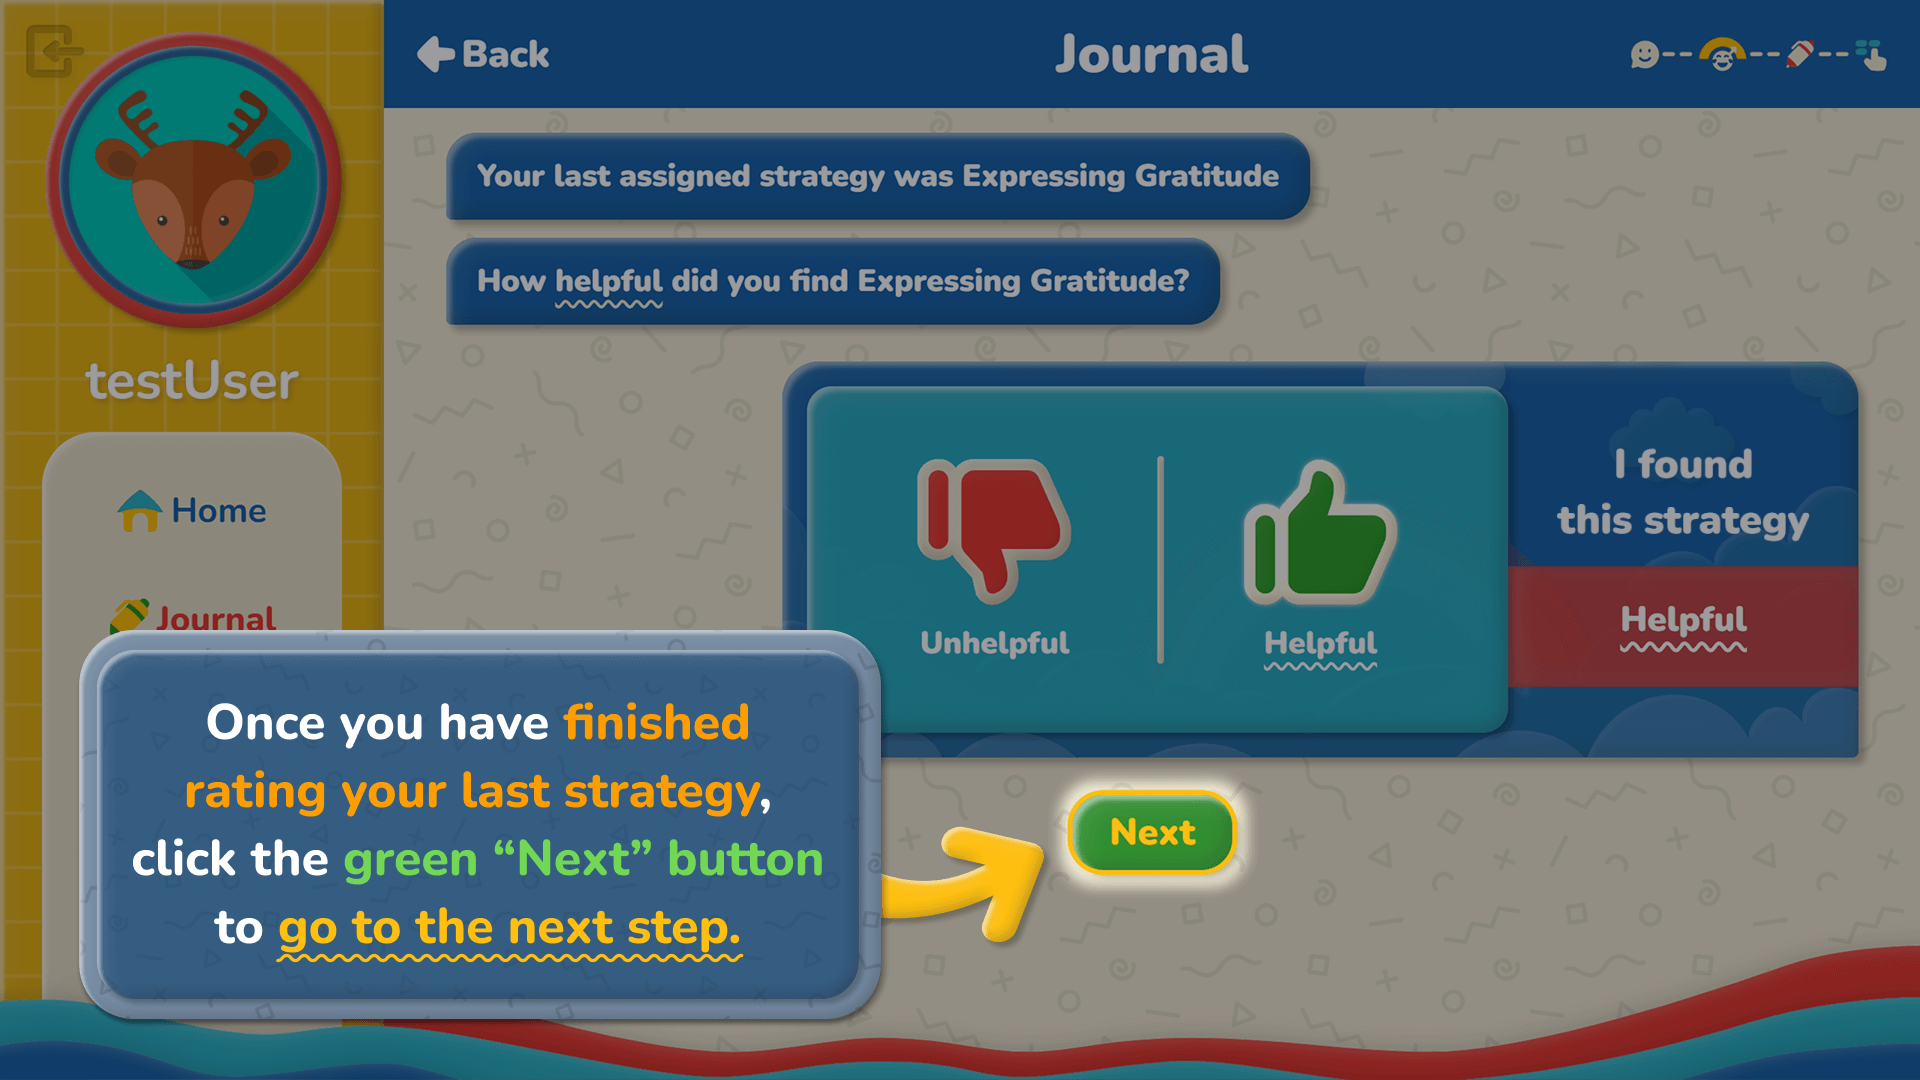 Back
Journal
testUser
Home
Journal
Your last assigned strategy was Expressing Gratitude
How helpful did you find Expressing Gratitude?
Unhelpful
Helpful
I found
this strategy
Helpful
Once you have finished
rating your last strategy,
click the green “Next” button
to go to the next step.
Next